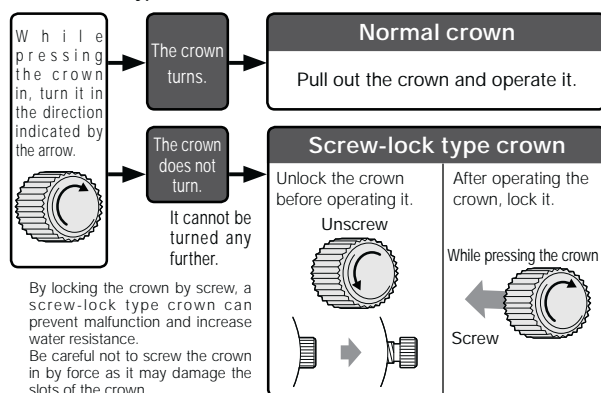 While
pressing
the crown
in, turn it in
the direction
indicated by
the arrow.
The crown
turns.
Normal crown
Pull out the crown and operate it.
The crown
does not
turn.
It cannot be
turned any
further.
Screw-lock type crown
Unlock the crown
before operating it.
Unscrew
After operating the
crown, lock it.
While pressing the crown
Screw
By locking the crown by screw, a
screw-lock type crown can
prevent malfunction and increase
water resistance.
Be careful not to screw the crown
in by force as it may damage the
slots of the crown.